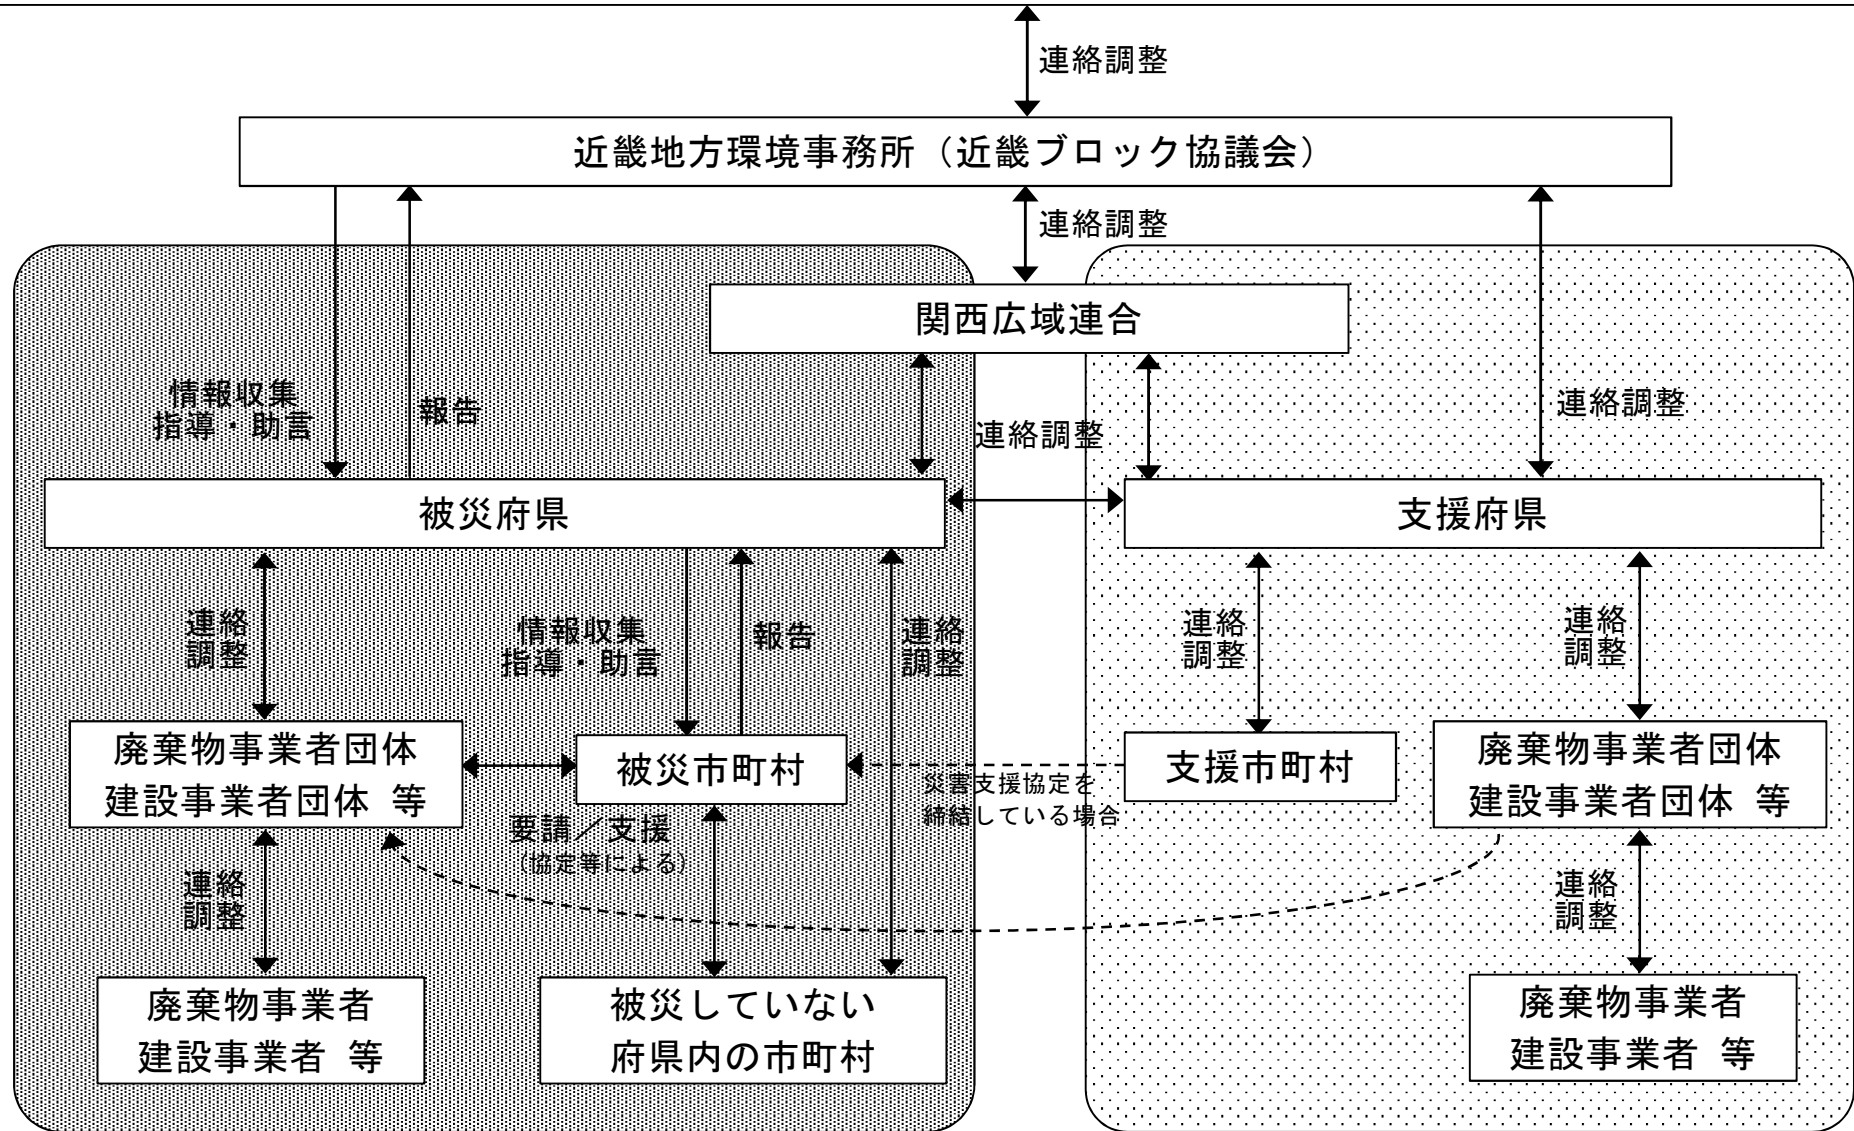 連絡調整
近畿地方環境事務所（近畿ブロック協議会）
連絡調整
関西広域連合
情報収集
指導・助言
報告
連絡調整
連絡調整
被災府県
支援府県
連絡
調整
情報収集
指導・助言
報告
連絡
調整
連絡
調整
連絡
調整
廃棄物事業者団体
建設事業者団体 等
被災市町村
災害支援協定を
締結している場合
支援市町村
廃棄物事業者団体
建設事業者団体 等
要請／支援
（協定等による）
連絡
調整
連絡
調整
廃棄物事業者
建設事業者 等
被災していない
府県内の市町村
廃棄物事業者
建設事業者 等